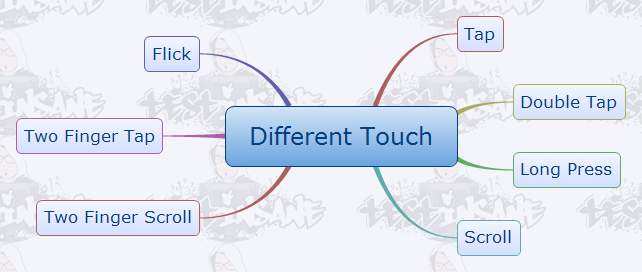 Different Touch
Tap
Double Tap
Long Press
Scroll
Flick
Two Finger Tap
Two Finger Scroll